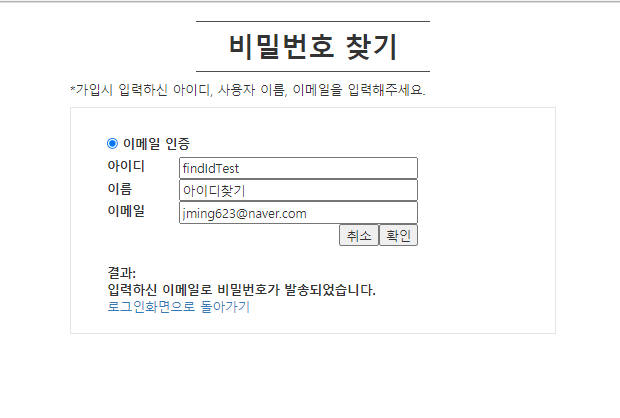 비밀번호 찾기
*가입시 입력하신 아이디, 사용자 이름, 이메일을 입력해주세요.
이메일 인증
아이디 findIdTest
이름 아이디찾기
이메일 jming623@naver.com
취소 확인
결과:
입력하신 이메일로 비밀번호가 발송되었습니다.
로그인화면으로 돌아가기